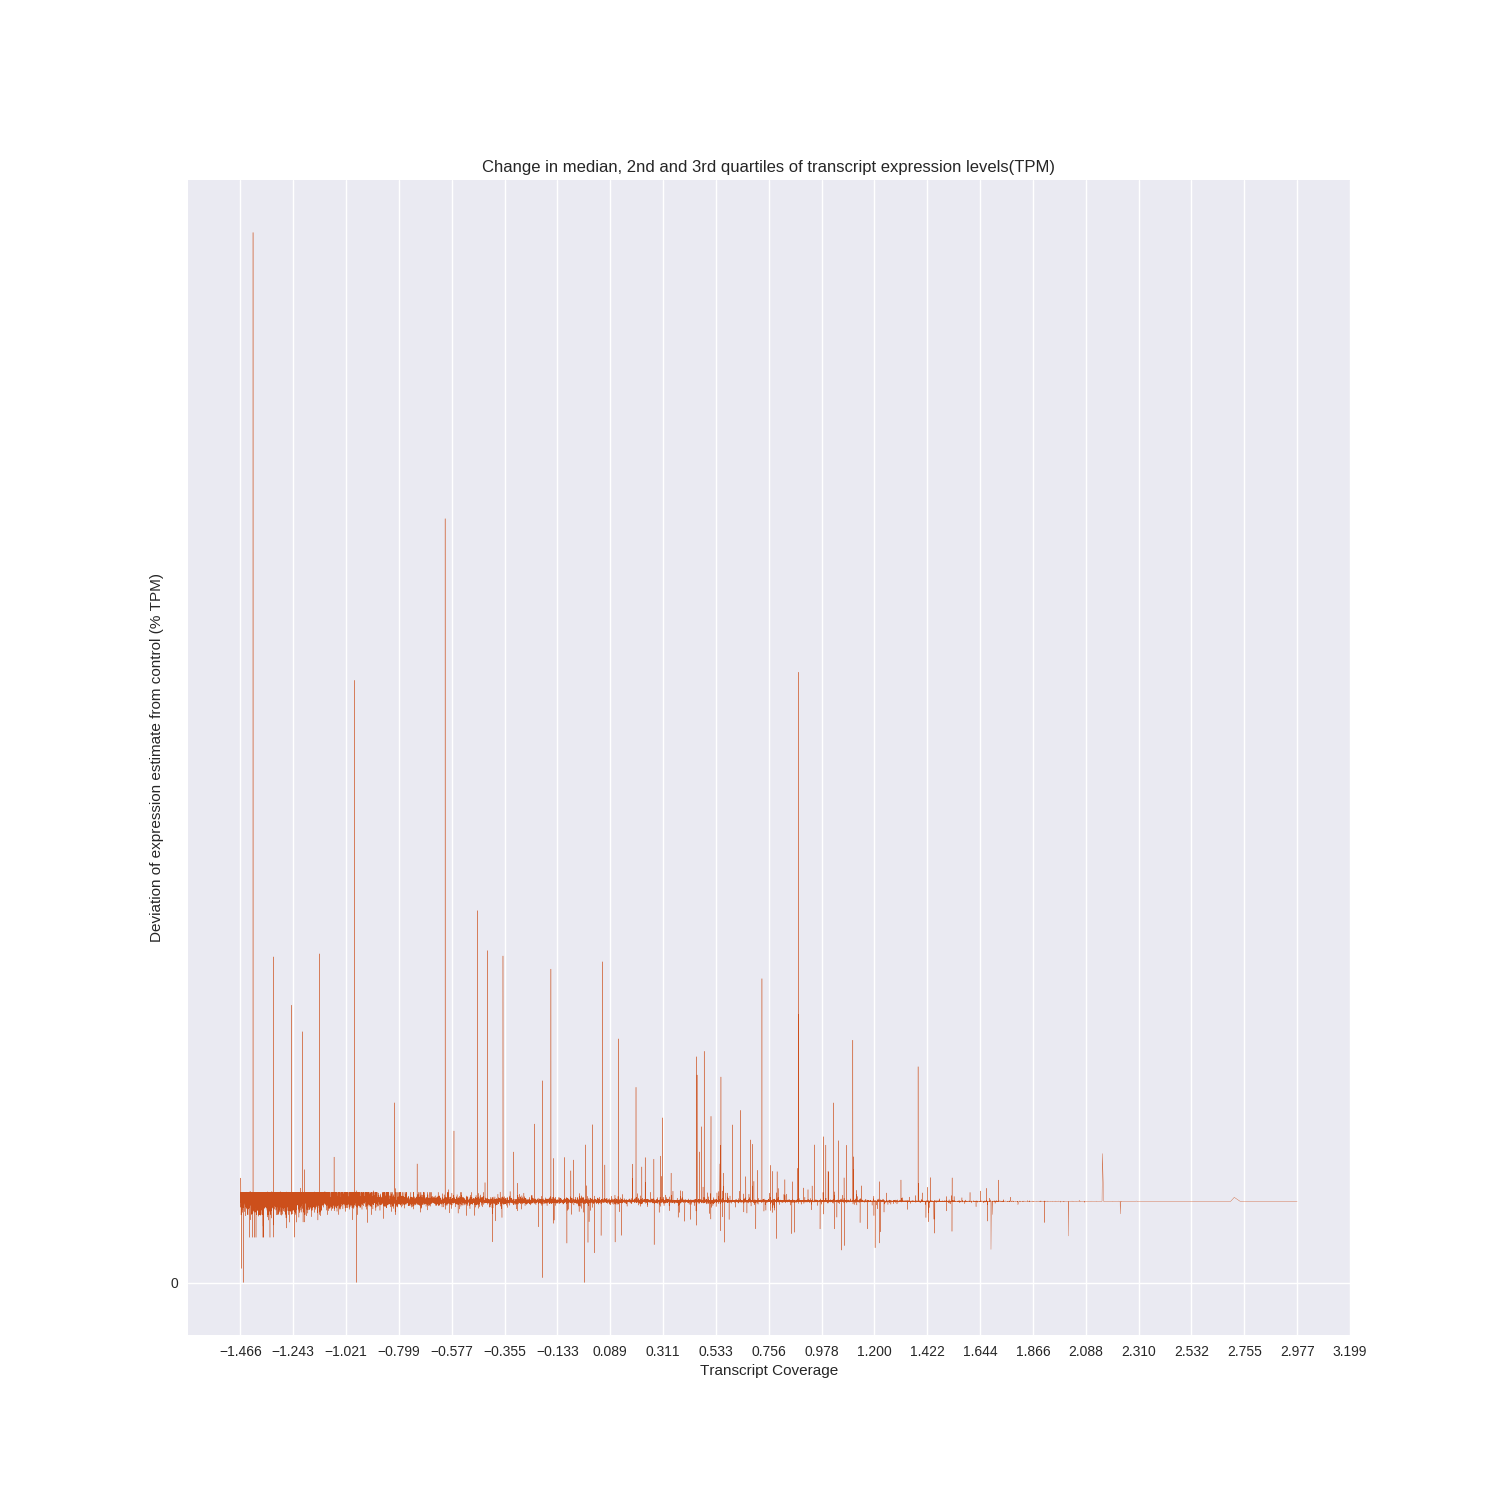 Change in median, 2nd and 3rd quartiles of transcript expression levels(TPM)
Deviation of expression estimate from control (% TPM)
0
−1.466 −1.243 −1.021 −0.799 −0.577 −0.355 −0.133 0.089 0.311 0.533 0.756 0.978 1.200 1.422 1.644 1.866 2.088 2.310 2.532 2.755 2.977 3.199
Transcript Coverage